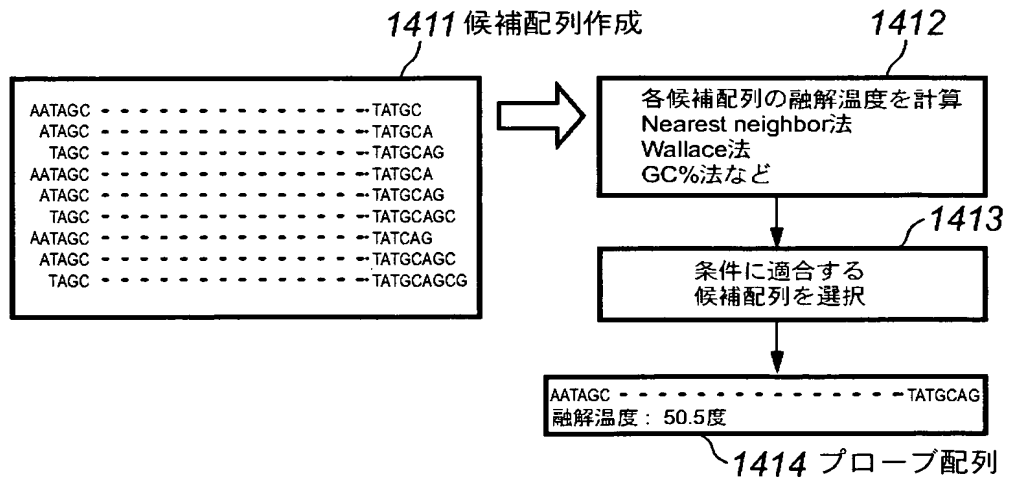 1411 候補配列作成
AATAGC - - - - - - - - - - - - TATGC
ATAGC - - - - - - - - - - - - TATGCA
TAGC - - - - - - - - - - - - TATGCAG
AATAGC - - - - - - - - - - - - TATGCA
ATAGC - - - - - - - - - - - - TATGCAG
TAGC - - - - - - - - - - - - TATGCAGC
AATAGC - - - - - - - - - - - - TATCAG
ATAGC - - - - - - - - - - - - TATGCAGC
TAGC - - - - - - - - - - - - TATGCAGCG
1412
各候補配列の融解温度を計算
Nearest neighbor法
Wallace法
GC%法など
1413
条件に適合する
候補配列を選択
AATAGC - - - - - - - - - - - - - - - TATGCAG
融解温度： 50.5度
1414 プローブ配列